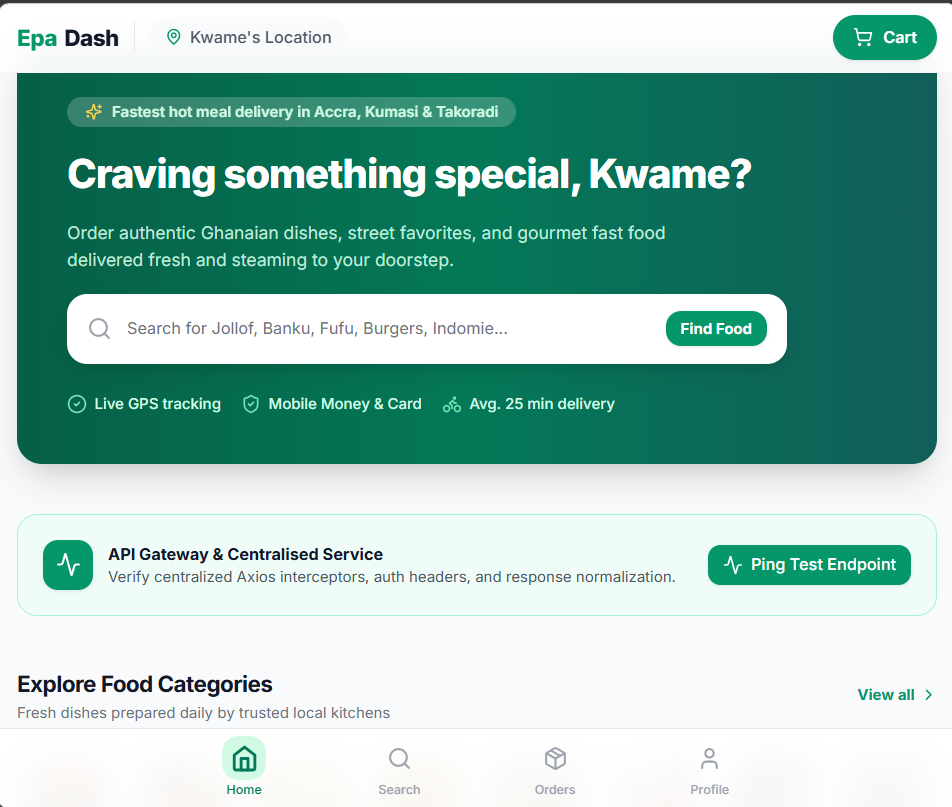 Epa Dash
Kwame's Location
Cart
Fastest hot meal delivery in Accra, Kumasi & Takoradi
Craving something special, Kwame?
Order authentic Ghanaian dishes, street favorites, and gourmet fast food
delivered fresh and steaming to your doorstep.
Search for Jollof, Banku, Fufu, Burgers, Indomie...
Find Food
Live GPS tracking
Mobile Money & Card
Avg. 25 min delivery
API Gateway & Centralised Service
Verify centralized Axios interceptors, auth headers, and response normalization.
Ping Test Endpoint
Explore Food Categories
Fresh dishes prepared daily by trusted local kitchens
View all
Home
Search
Orders
Profile